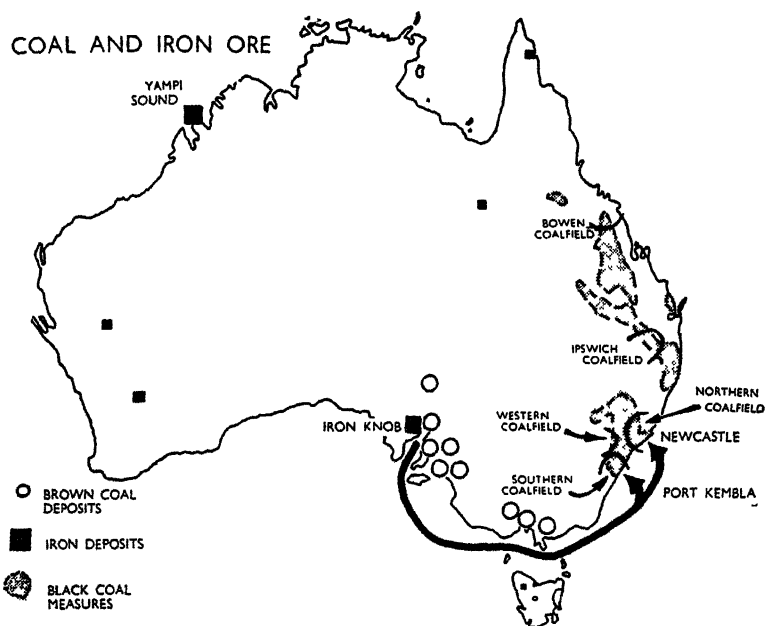 COAL AND IRON ORE
YAMPI
SOUND
BOWEN
COALFIELD
IPSWICH
COALFIELD
NORTHERN
COALFIELD
WESTERN
COALFIELD
IRON KNOB
NEWCASTLE
SOUTHERN
COALFIELD
PORT KEMBLA
BROWN COAL
DEPOSITS
IRON DEPOSITS
BLACK COAL
MEASURES